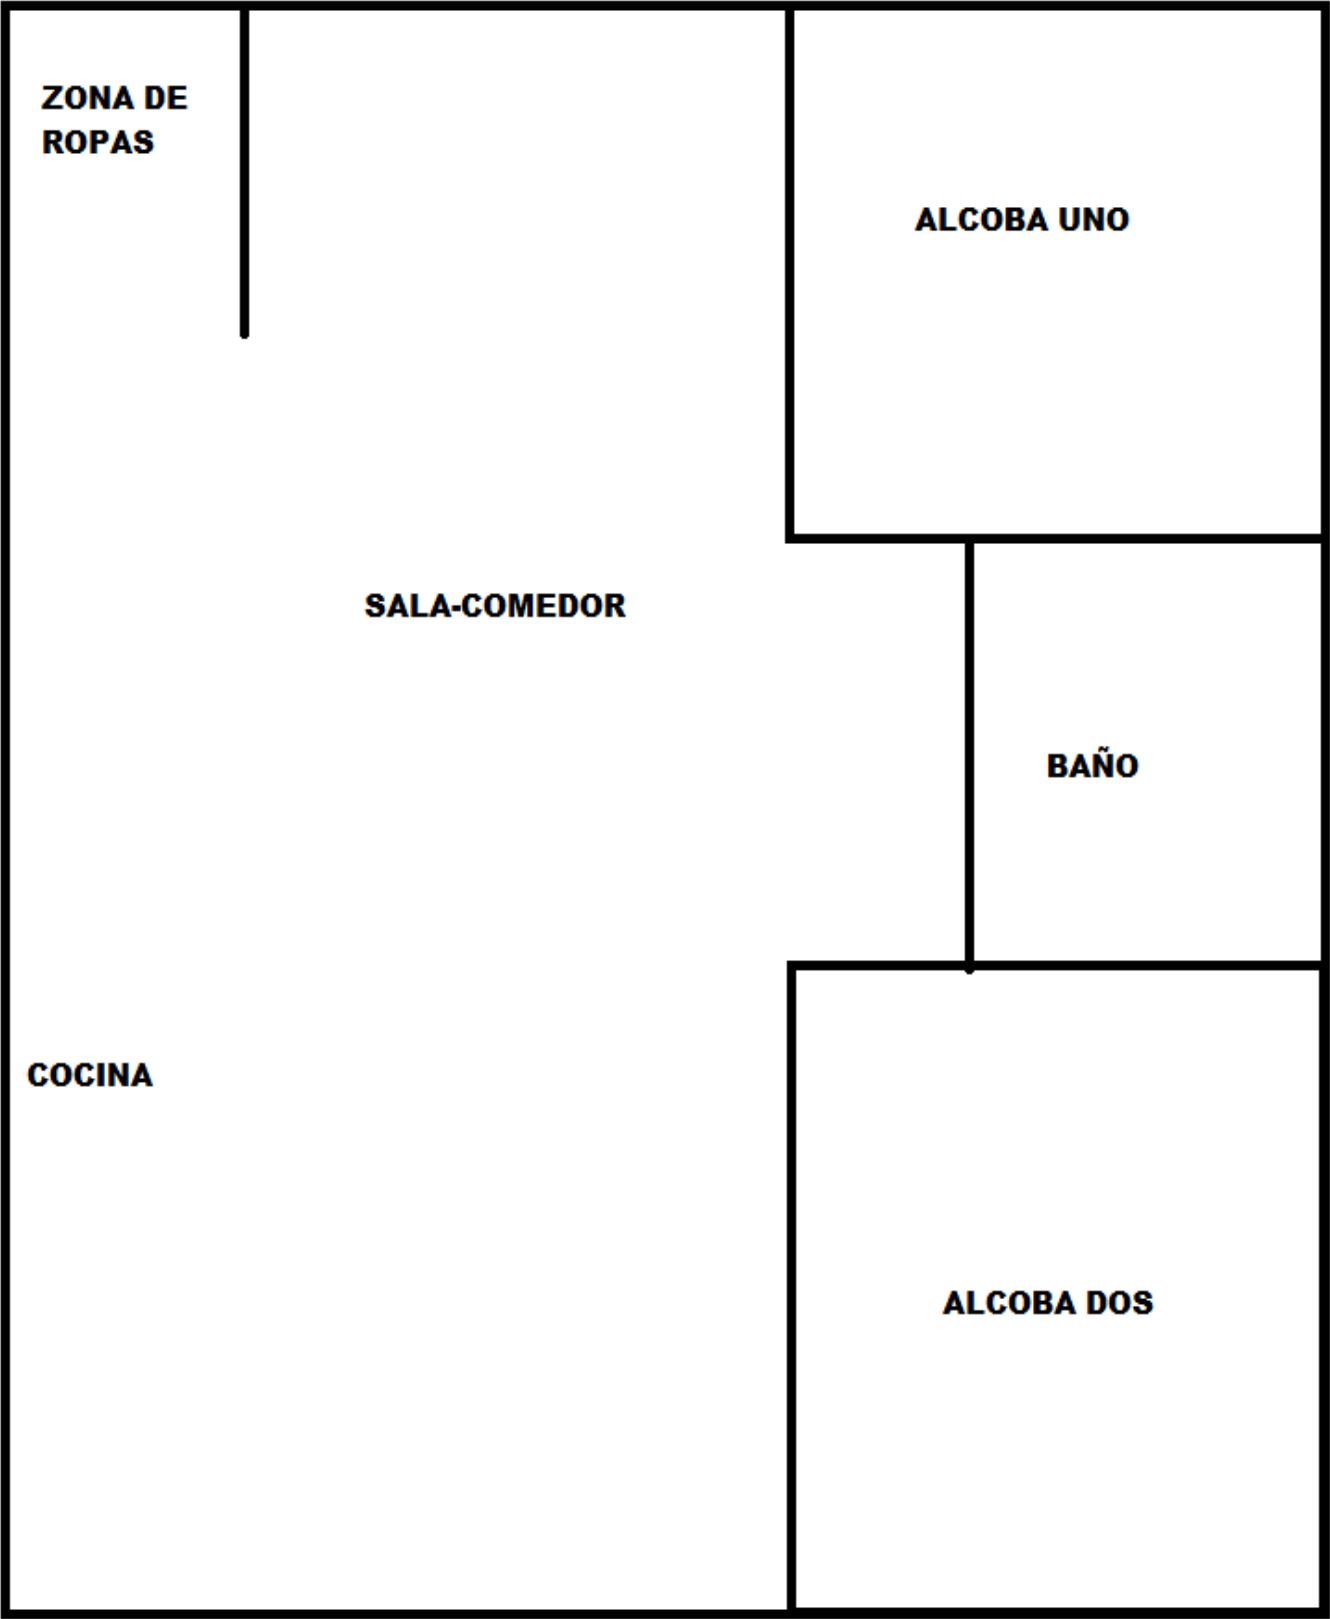 ZONA DE
ROPAS
ALCOBA UNO
SALA-COMEDOR
BAÑO
COCINA
ALCOBA DOS